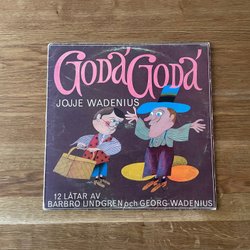 GODA' GODA'
JOJJE WADENIUS
12 LÅTAR AV
BARBRO LINDGREN och GEORG WADENIUS